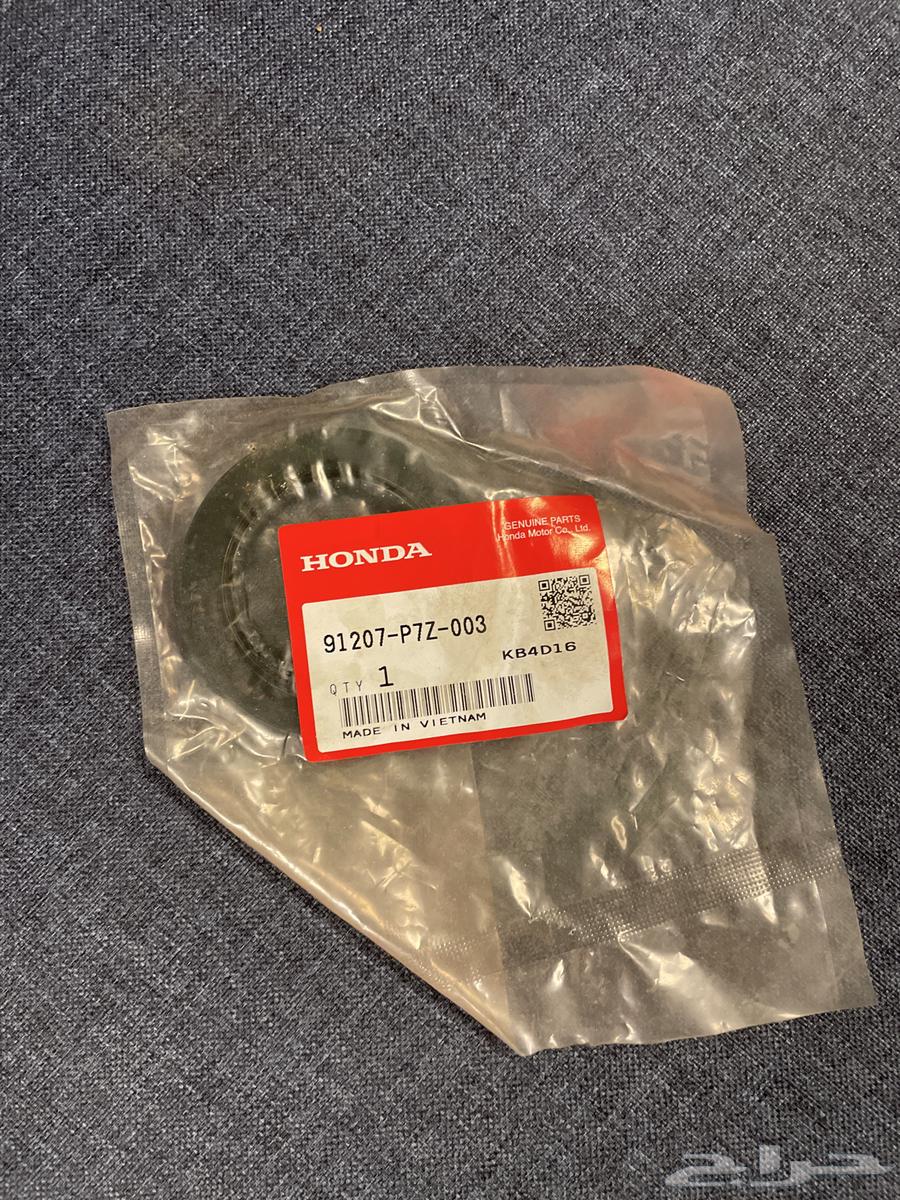 GENUINE PARTS
Honda Motor Co., Ltd.
HONDA
91207-P7Z-003
KB4D16
QTY 1
MADE IN VIETNAM
حراج